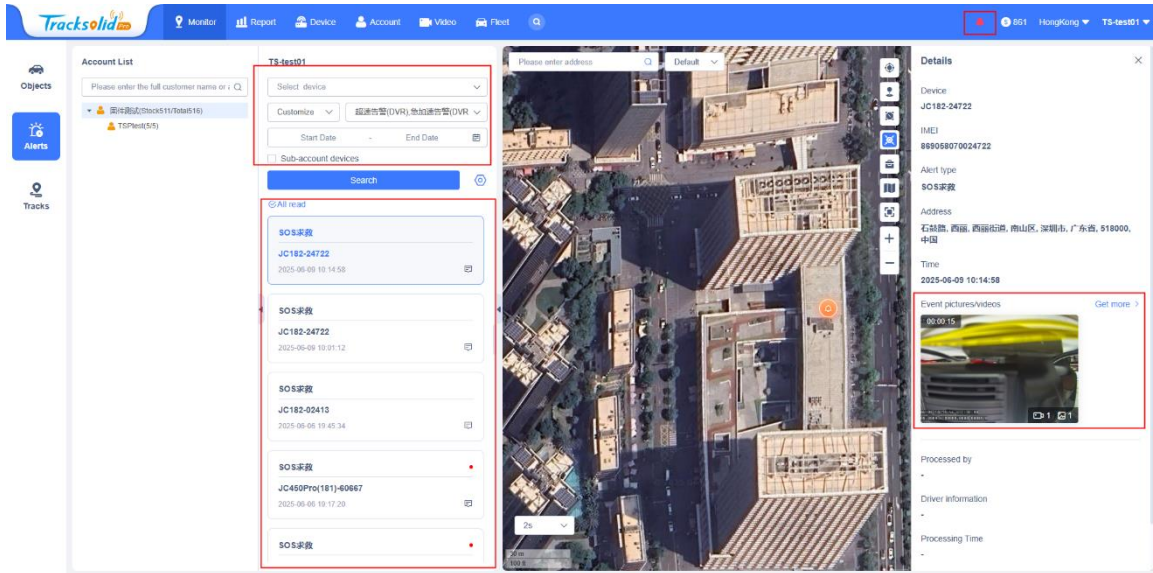 Tracksolid Pro
Monitor
Report
Device
Account
Video
Fleet
861
HongKong
TS-test01
Objects
Alerts
Tracks
Account List
Please enter the full customer name or
固件测试(Stock511/Total516)
TSPtest(5/5)
TS-test01
Select device
Customize
超速告警(DVR),急加速告警(DVR
Start Date - End Date
Sub-account devices
Search
All read
SOS求救
JC182-24722
2025-06-09 10:14:58
SOS求救
JC182-24722
2025-06-09 10:01:12
SOS求救
JC182-02413
2025-06-06 19:45:34
SOS求救
JC450Pro(181)-60667
2025-06-06 19:17:20
SOS求救
Please enter address
Default
2s
100 ft
Details
Device
JC182-24722
IMEI
869058070024722
Alert type
SOS求救
Address
石鼓路, 西丽, 西丽街道, 南山区, 深圳市, 广东省, 518000,
中国
Time
2025-06-09 10:14:58
Event pictures/videos
Get more
00:00:15
1
1
Processed by
-
Driver information
-
Processing Time
-